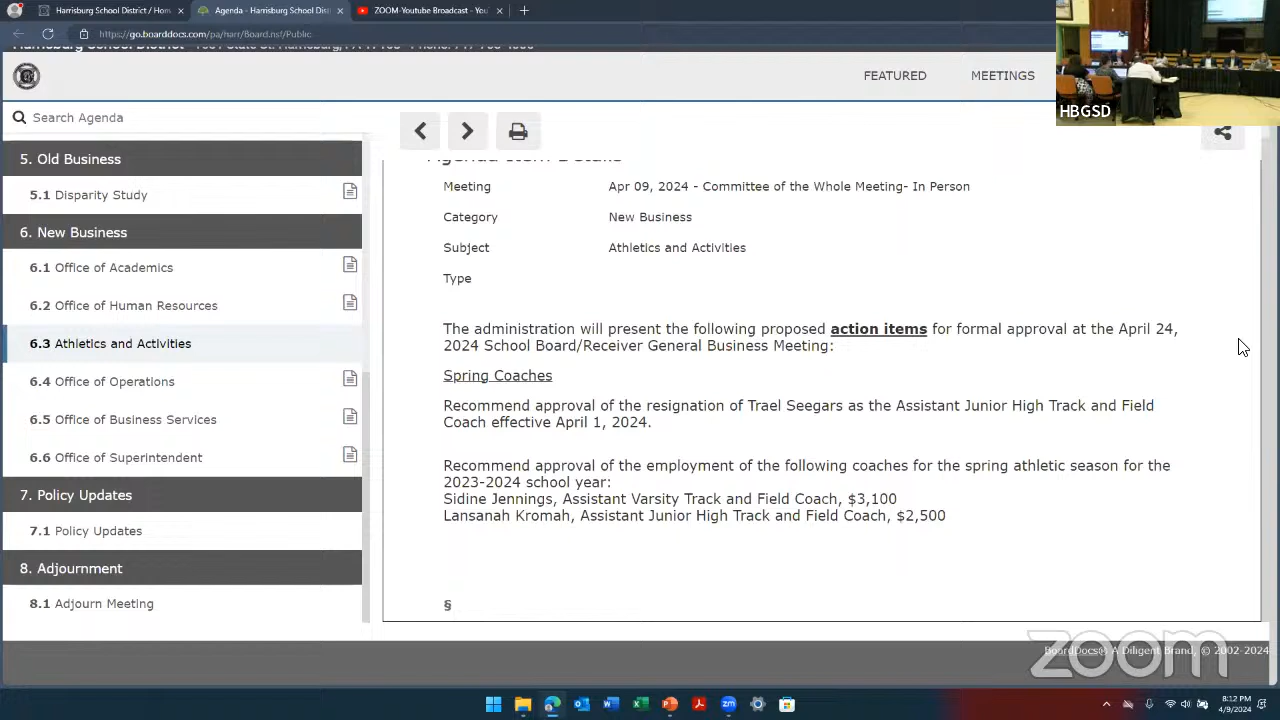 Harrisburg School District / Hom
Agenda - Harrisburg School Distri
ZOOM-Youtube Broadcast - You
https://go.boarddocs.com/pa/harr/Board.nsf/Public
HBGSD
FEATURED
MEETINGS
Search Agenda
5. Old Business
5.1 Disparity Study
6. New Business
6.1 Office of Academics
6.2 Office of Human Resources
6.3 Athletics and Activities
6.4 Office of Operations
6.5 Office of Business Services
6.6 Office of Superintendent
7. Policy Updates
7.1 Policy Updates
8. Adjournment
8.1 Adjourn Meeting
Agenda Item Details
Meeting Apr 09, 2024 - Committee of the Whole Meeting- In Person
Category New Business
Subject Athletics and Activities
Type
The administration will present the following proposed action items for formal approval at the April 24,
2024 School Board/Receiver General Business Meeting:
Spring Coaches
Recommend approval of the resignation of Trael Seegars as the Assistant Junior High Track and Field
Coach effective April 1, 2024.
Recommend approval of the employment of the following coaches for the spring athletic season for the
2023-2024 school year:
Sidine Jennings, Assistant Varsity Track and Field Coach, $3,100
Lansanah Kromah, Assistant Junior High Track and Field Coach, $2,500
§
zoom
BoardDocs® A Diligent Brand, © 2002-2024
8:12 PM
4/9/2024